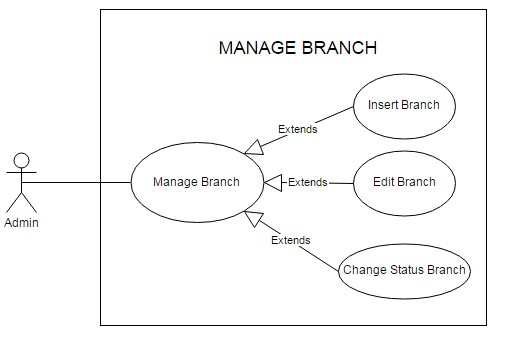 MANAGE BRANCH
Insert Branch
Extends
Manage Branch
Extends
Edit Branch
Admin
Extends
Change Status Branch